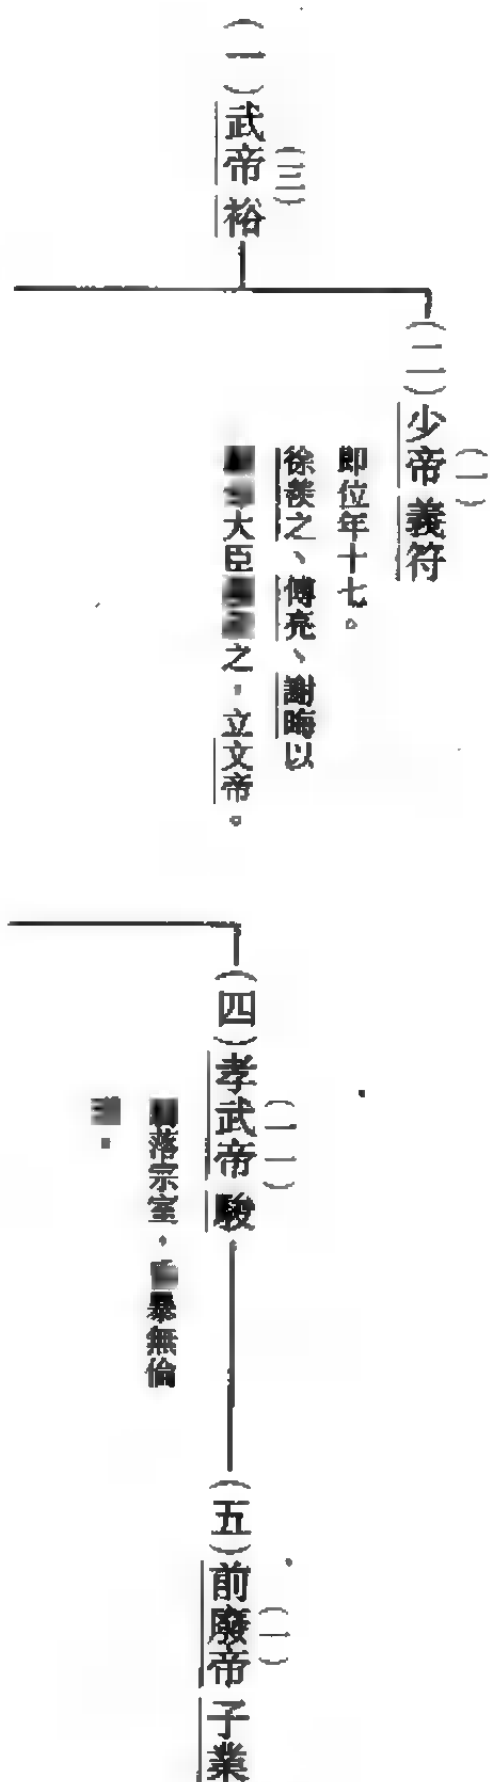 (三)
(一)武帝裕
(一)
(二)少帝義符
即位年十七。
徐羨之、傅亮、謝晦以
大臣之，立文帝。
(一一)
(四)孝武帝駿
落宗室，暴無倫
(一)
(五)前廢帝子業